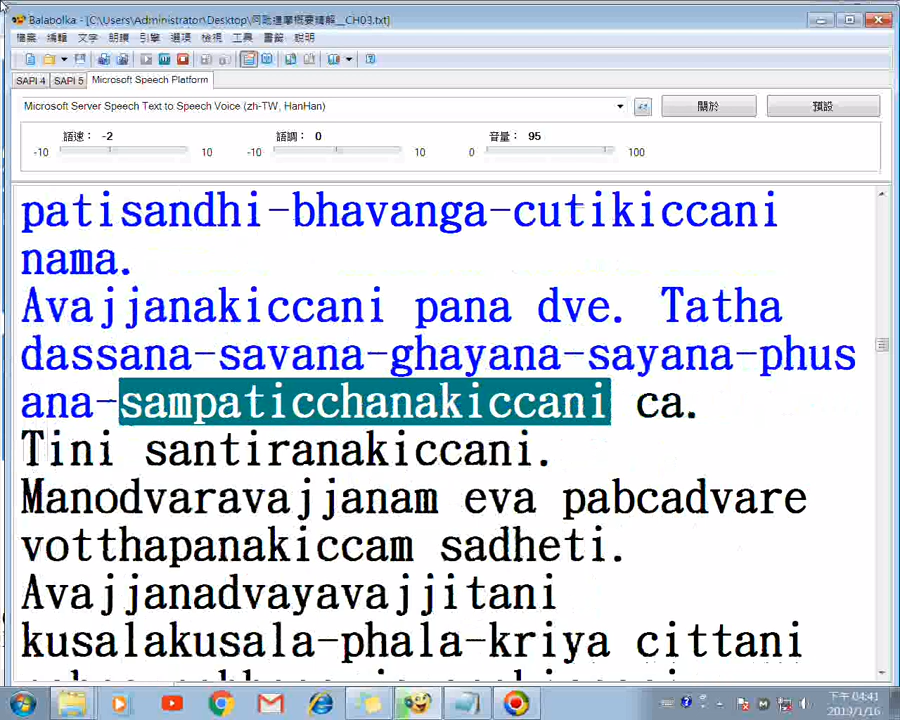 Balabolka - [C:\Users\Administrator\Desktop\阿毗達摩概要精解__CH03.txt]
檔案 編輯 文字 朗讀 引擎 選項 檢視 工具 書籤 說明
SAPI 4 SAPI 5 Microsoft Speech Platform
Microsoft Server Speech Text to Speech Voice (zh-TW, HanHan) 關於 預設
語速： -2 語調： 0 音量： 95
-10 10 -10 10 0 100
patisandhi-bhavanga-cutikiccani
nama.
Avajjanakiccani pana dve. Tatha
dassana-savana-ghayana-sayana-phus
ana-sampaticchanakiccani ca.
Tini santiranakiccani.
Manodvaravajjanam eva pabcadvare
votthapanakiccam sadheti.
Avajjanadvayavajjitani
kusalakusala-phala-kriya cittani
下午 04:41
2019/1/16